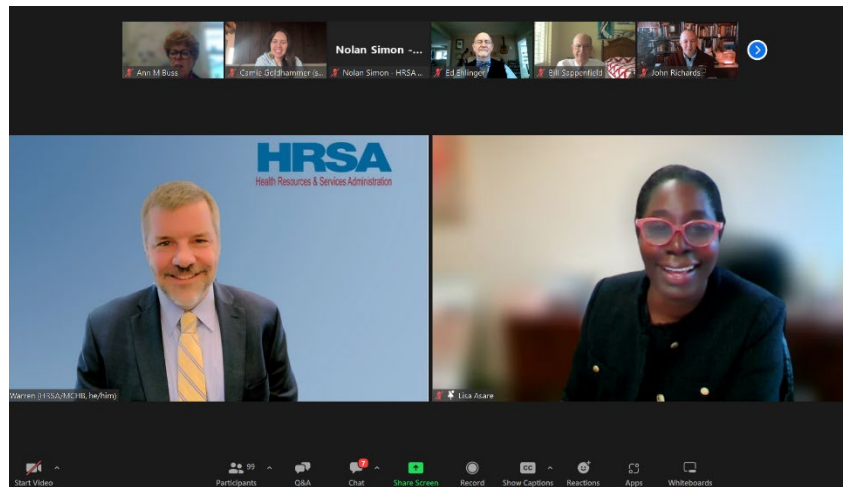 Nolan Simon -...
Ann M Buss
Carrie Goldhammer (s...
Nolan Simon - HRSA ...
Ed Ehlinger
Bill Sappenfield
John Richards
HRSA
Health Resources & Services Administration
Warren (HRSA/MCHB, he/him)
Lisa Asare
99
7
CC
Start Video
Participants
Q&A
Chat
Share Screen
Record
Show Captions
Reactions
Apps
Whiteboards